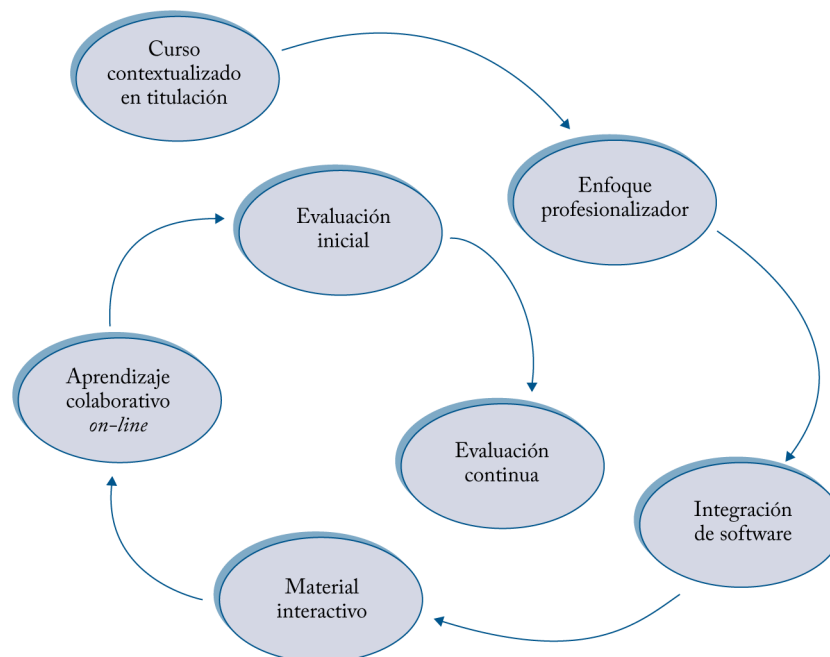 Curso
contextualizado
en titulación
Enfoque
profesionalizador
Evaluación
inicial
Aprendizaje
colaborativo
on-line
Evaluación
continua
Integración
de software
Material
interactivo